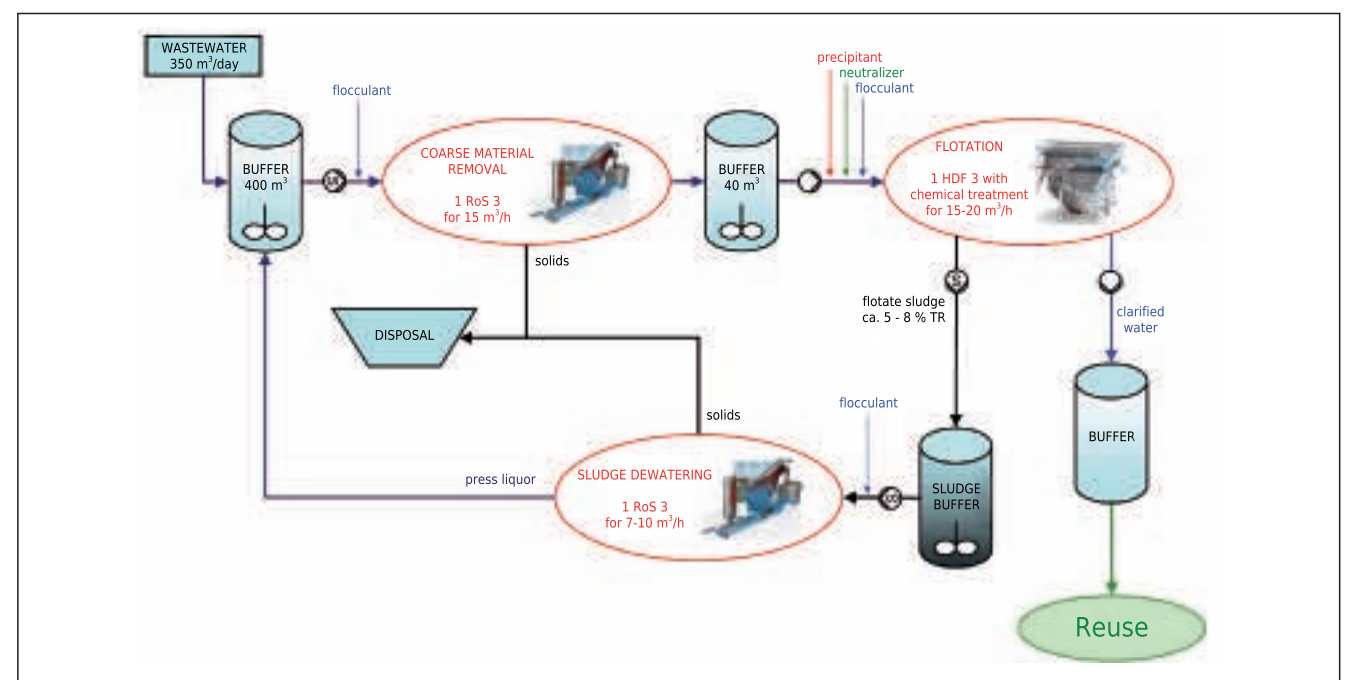 WASTEWATER
350 m³/day
flocculant
BUFFER
400 m³
COARSE MATERIAL
REMOVAL
1 RoS 3
for 15 m³/h
BUFFER
40 m³
precipitant
neutralizer
flocculant
FLOTATION
1 HDF 3 with
chemical treatment
for 15-20 m³/h
solids
DISPOSAL
flotate sludge
ca. 5 - 8 % TR
clarified
water
BUFFER
solids
flocculant
SLUDGE
BUFFER
press liquor
SLUDGE DEWATERING
1 RoS 3
for 7-10 m³/h
Reuse